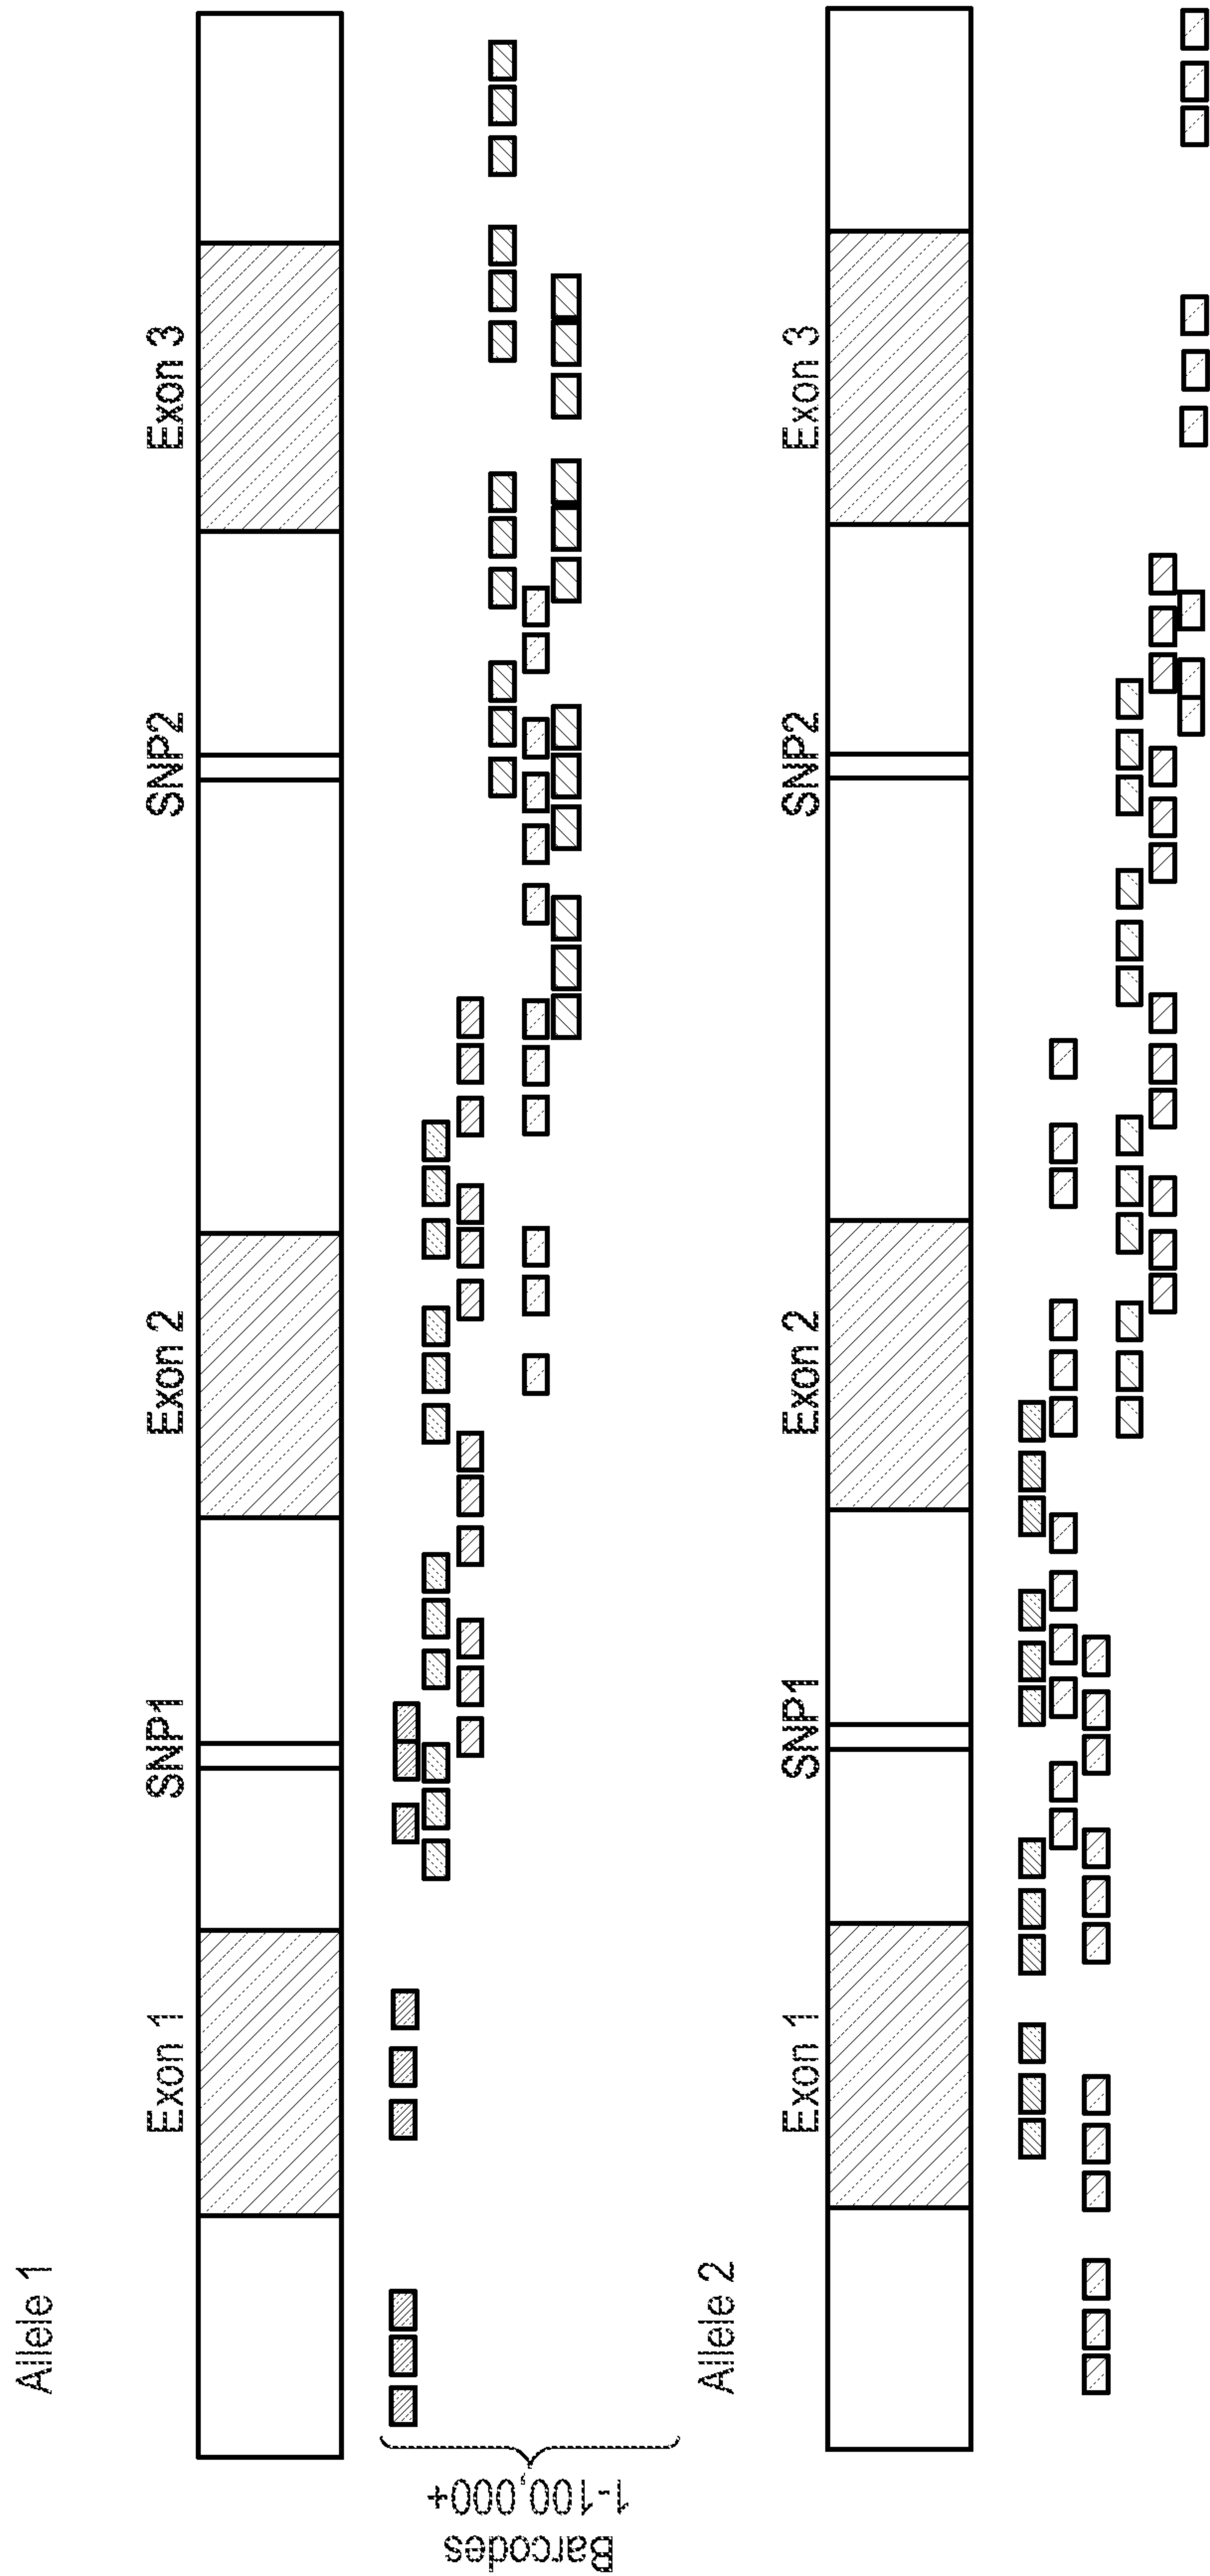 Allele 1
Exon 1
SNP1
Exon 2
SNP2
Exon 3
Barcodes
1-100,000+
Allele 2
Exon 1
SNP1
Exon 2
SNP2
Exon 3